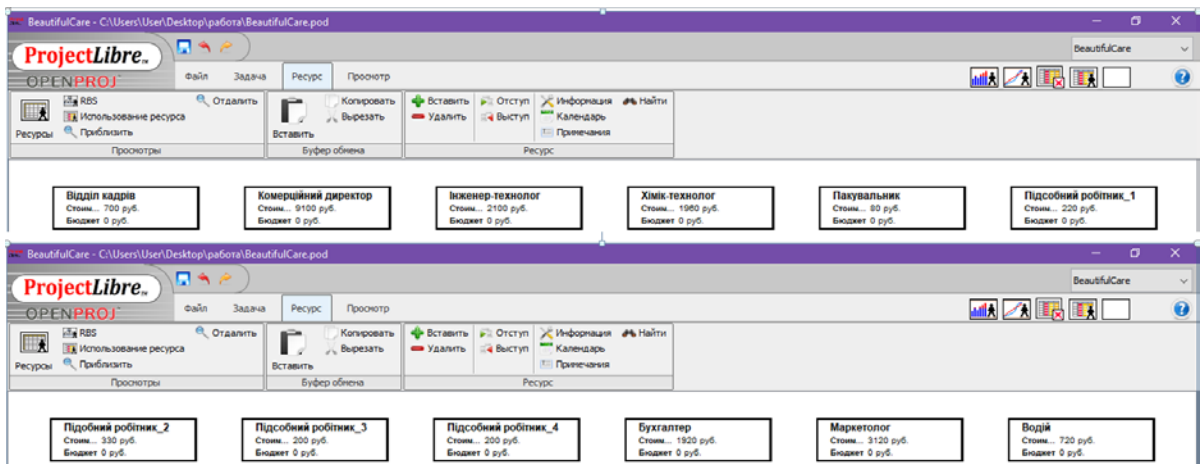 BeautifulCare - C:\Users\User\Desktop\работа\BeautifulCare.pod
ProjectLibre™
OPENPROJ
BeautifulCare
Файл Задача Ресурс Просмотр
RBS Отдалить Копировать Вставить Отступ Информация Найти
Использование ресурса Вырезать Удалить Выступ Календарь
Ресурсы Приблизить Вставить Примечания
Просмотры Буфер обмена Ресурс
Відділ кадрів Комерційний директор Інженер-технолог Хімік-технолог Пакувальник Підсобний робітник_1
Стоим... 700 руб. Стоим... 9100 руб. Стоим... 2100 руб. Стоим... 1960 руб. Стоим... 80 руб. Стоим... 220 руб.
Бюджет 0 руб. Бюджет 0 руб. Бюджет 0 руб. Бюджет 0 руб. Бюджет 0 руб. Бюджет 0 руб.
BeautifulCare - C:\Users\User\Desktop\работа\BeautifulCare.pod
ProjectLibre™
OPENPROJ
BeautifulCare
Файл Задача Ресурс Просмотр
RBS Отдалить Копировать Вставить Отступ Информация Найти
Использование ресурса Вырезать Удалить Выступ Календарь
Ресурсы Приблизить Вставить Примечания
Просмотры Буфер обмена Ресурс
Підобний робітник_2 Підсобний робітник_3 Підсобний робітник_4 Бухгалтер Маркетолог Водій
Стоим... 330 руб. Стоим... 200 руб. Стоим... 200 руб. Стоим... 1920 руб. Стоим... 3120 руб. Стоим... 720 руб.
Бюджет 0 руб. Бюджет 0 руб. Бюджет 0 руб. Бюджет 0 руб. Бюджет 0 руб. Бюджет 0 руб.